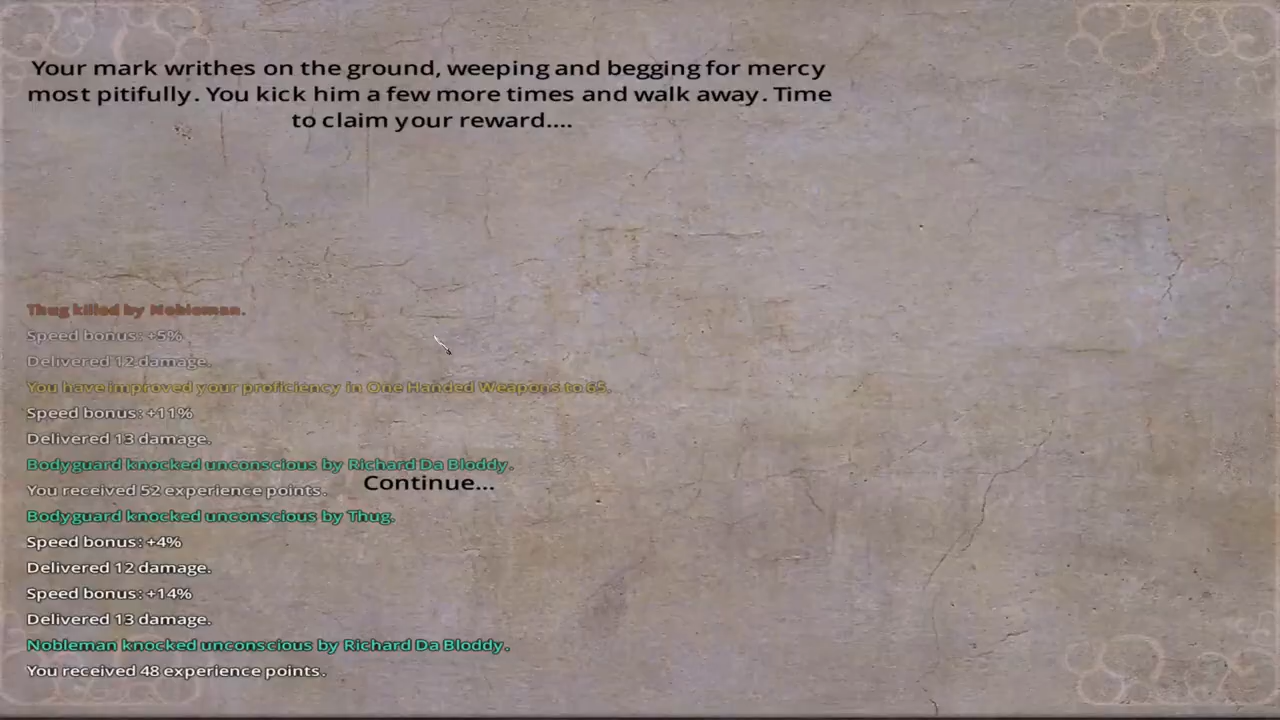 Your mark writhes on the ground, weeping and begging for mercy
most pitifully. You kick him a few more times and walk away. Time
to claim your reward....
Thug killed by Nobleman.
Speed bonus: +5%
Delivered 12 damage.
You have improved your proficiency in One Handed Weapons to 65.
Speed bonus: +11%
Delivered 13 damage.
Bodyguard knocked unconscious by Richard Da Bloddy.
Continue...
You received 52 experience points.
Bodyguard knocked unconscious by Thug.
Speed bonus: +4%
Delivered 12 damage.
Speed bonus: +14%
Delivered 13 damage.
Nobleman knocked unconscious by Richard Da Bloddy.
You received 48 experience points.